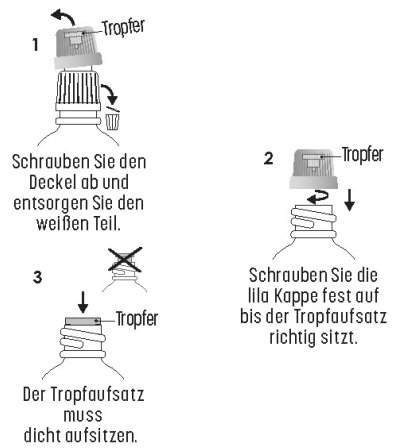 1
Tropfer
Schrauben Sie den
Deckel ab und
entsorgen Sie den
weißen Teil.
2
Tropfer
Schrauben Sie die
lila Kappe fest auf
bis der Tropfaufsatz
richtig sitzt.
3
Tropfer
Der Tropfaufsatz
muss
dicht aufsitzen.